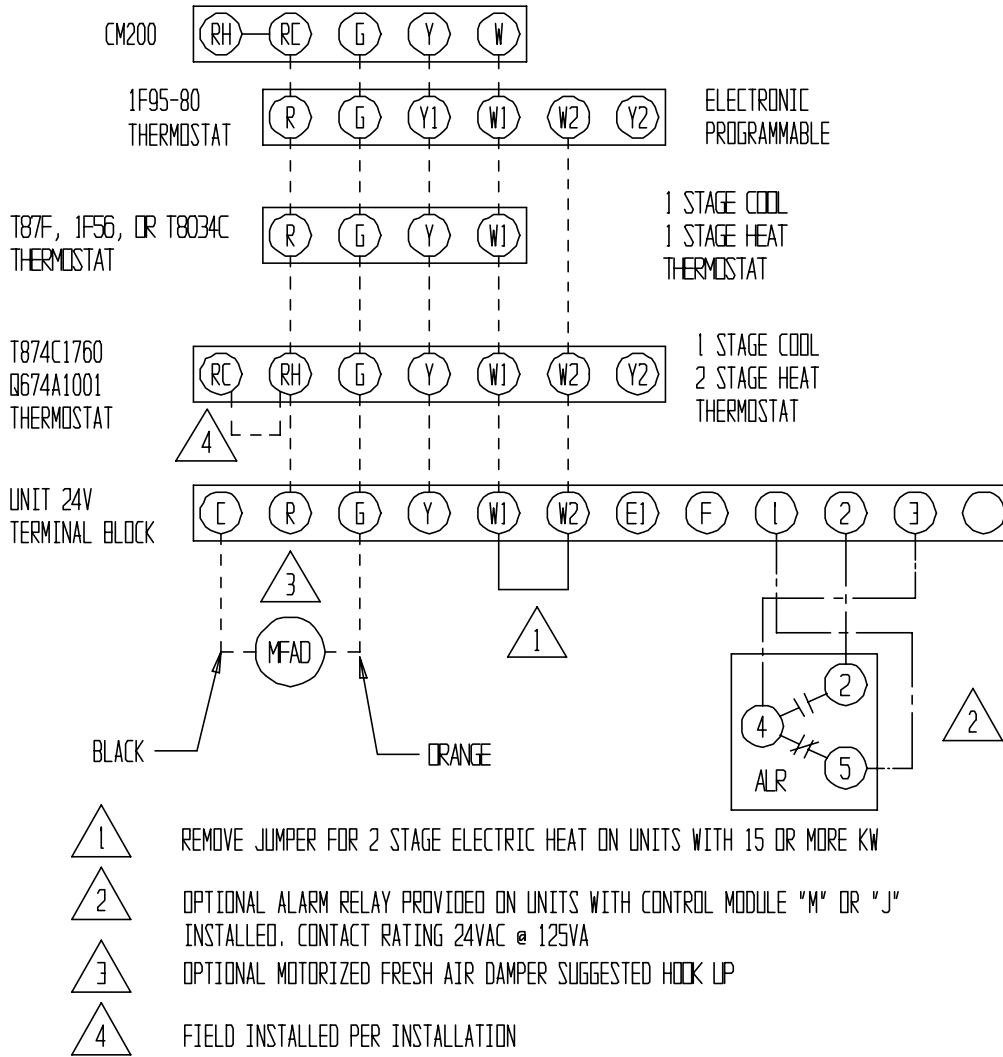 CM200 RH RC G Y W
1F95-80
THERMOSTAT
R G Y1 W1 W2 Y2
ELECTRONIC
PROGRAMMABLE
T87F, 1F56, OR T8034C
THERMOSTAT
R G Y W1
1 STAGE COOL
1 STAGE HEAT
THERMOSTAT
T874C1760
Q674A1001
THERMOSTAT
RC RH G Y W1 W2 Y2
1 STAGE COOL
2 STAGE HEAT
THERMOSTAT
4
UNIT 24V
TERMINAL BLOCK
C R G Y W1 W2 E1 F 1 2 3
3
1
MFAD
2
4
2
5
ALR
BLACK
ORANGE
1 REMOVE JUMPER FOR 2 STAGE ELECTRIC HEAT ON UNITS WITH 15 OR MORE KW
2 OPTIONAL ALARM RELAY PROVIDED ON UNITS WITH CONTROL MODULE "M" OR "J"
INSTALLED. CONTACT RATING 24VAC @ 125VA
3 OPTIONAL MOTORIZED FRESH AIR DAMPER SUGGESTED HOOK UP
4 FIELD INSTALLED PER INSTALLATION